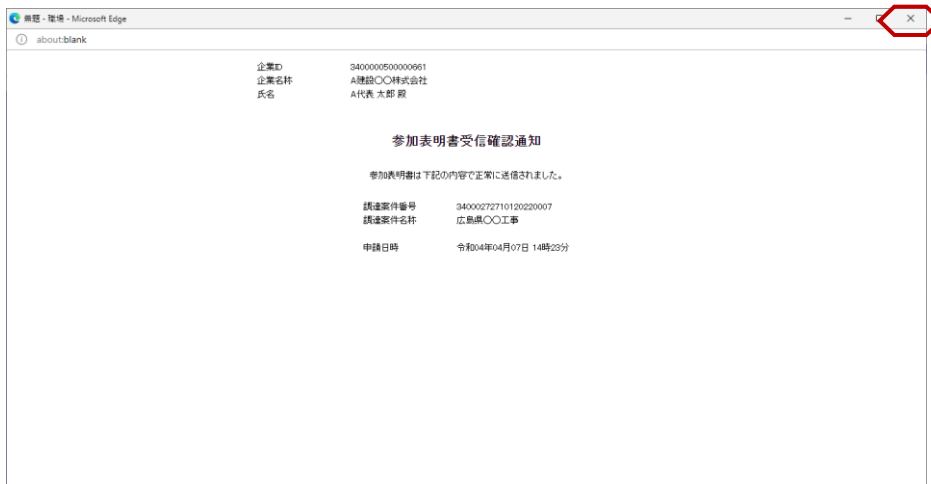 無題 - 職場 - Microsoft Edge
about:blank
企業ID 3400000500000661
企業名称 A建設〇〇株式会社
氏名 A代表 太郎 殿
参加表明書受信確認通知
参加表明書は下記の内容で正常に送信されました。
調達案件番号 34000272710120220007
調達案件名称 広島県〇〇工事
申請日時 令和04年04月07日 14時23分